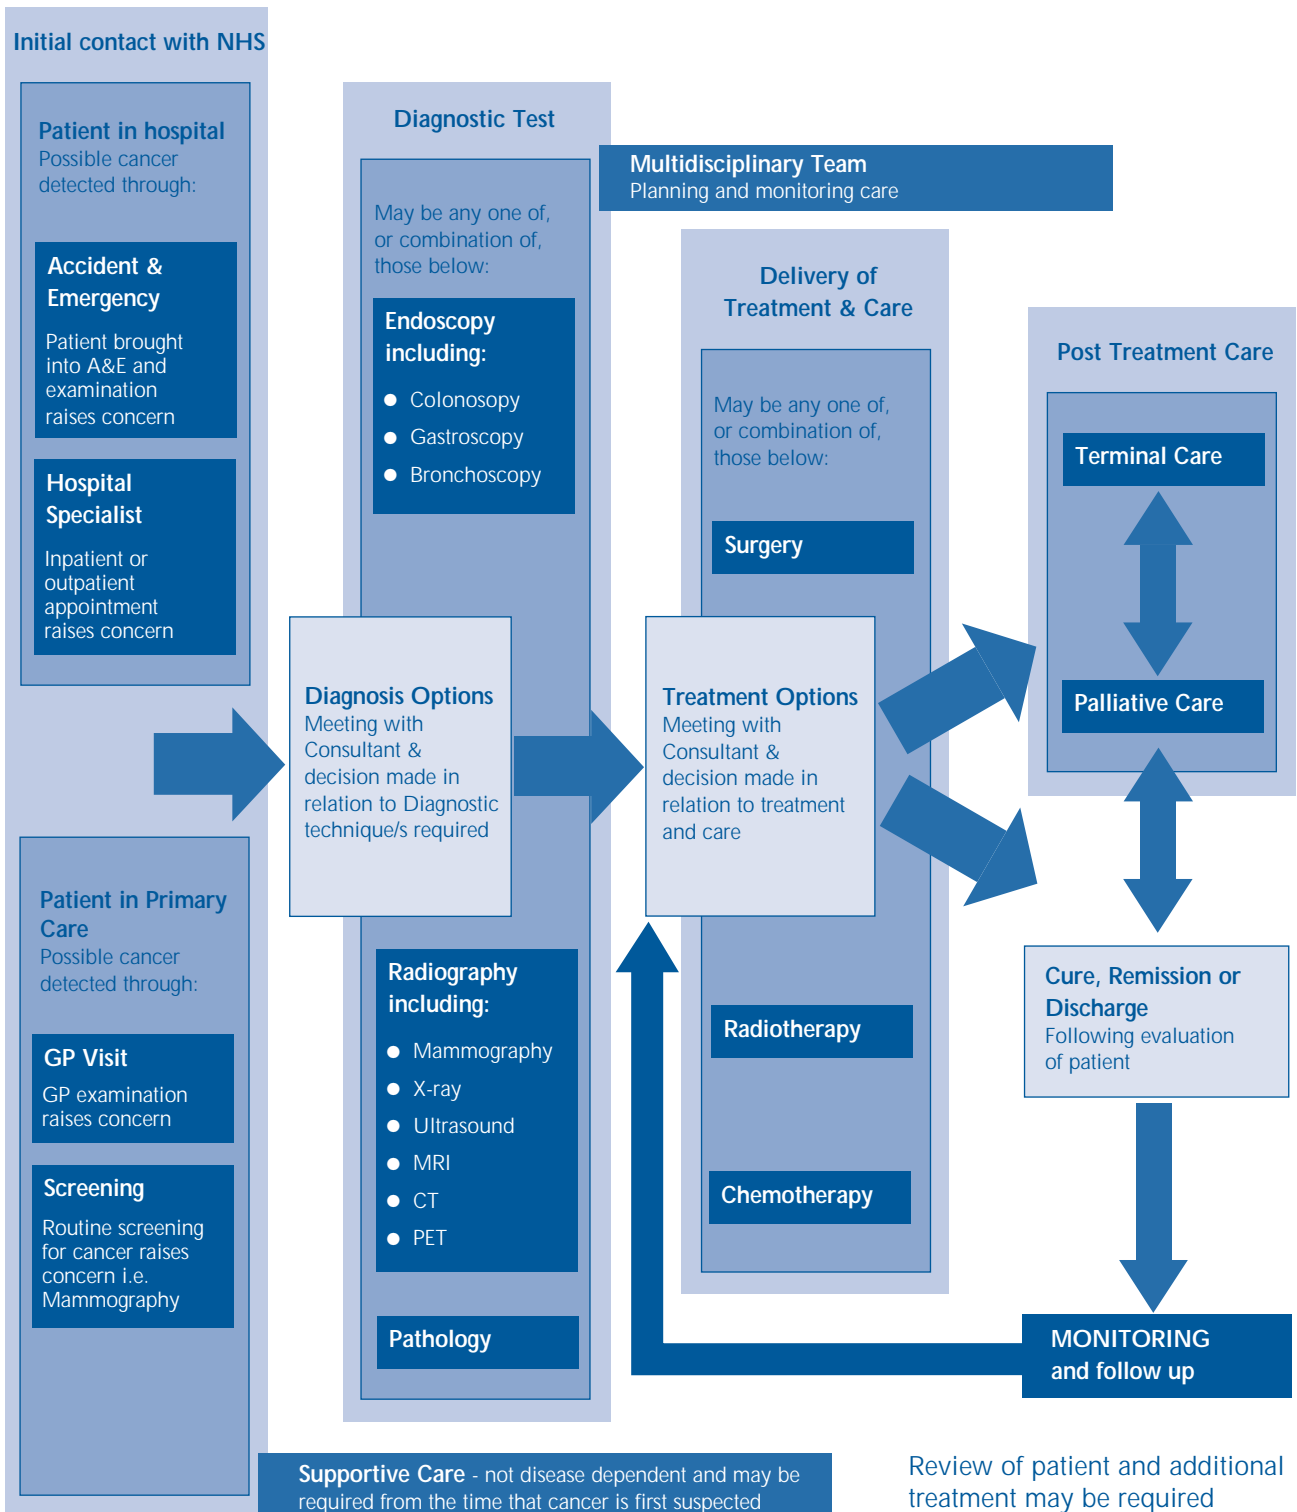 Initial contact with NHS
Patient in hospital
Possible cancer
detected through:
Accident &
Emergency
Patient brought
into A&E and
examination
raises concern
Hospital
Specialist
Inpatient or
outpatient
appointment
raises concern
Patient in Primary
Care
Possible cancer
detected through:
GP Visit
GP examination
raises concern
Screening
Routine screening
for cancer raises
concern i.e.
Mammography
Diagnostic Test
May be any one of,
or combination of,
those below:
Endoscopy
including:
● Colonosopy
● Gastroscopy
● Bronchoscopy
Diagnosis Options
Meeting with
Consultant &
decision made in
relation to Diagnostic
technique/s required
Radiography
including:
● Mammography
● X-ray
● Ultrasound
● MRI
● CT
● PET
Pathology
Multidisciplinary Team
Planning and monitoring care
Delivery of
Treatment & Care
May be any one of,
or combination of,
those below:
Surgery
Treatment Options
Meeting with
Consultant &
decision made in
relation to treatment
and care
Radiotherapy
Chemotherapy
Post Treatment Care
Terminal Care
Palliative Care
Cure, Remission or
Discharge
Following evaluation
of patient
MONITORING
and follow up
Supportive Care - not disease dependent and may be
required from the time that cancer is first suspected
Review of patient and additional
treatment may be required